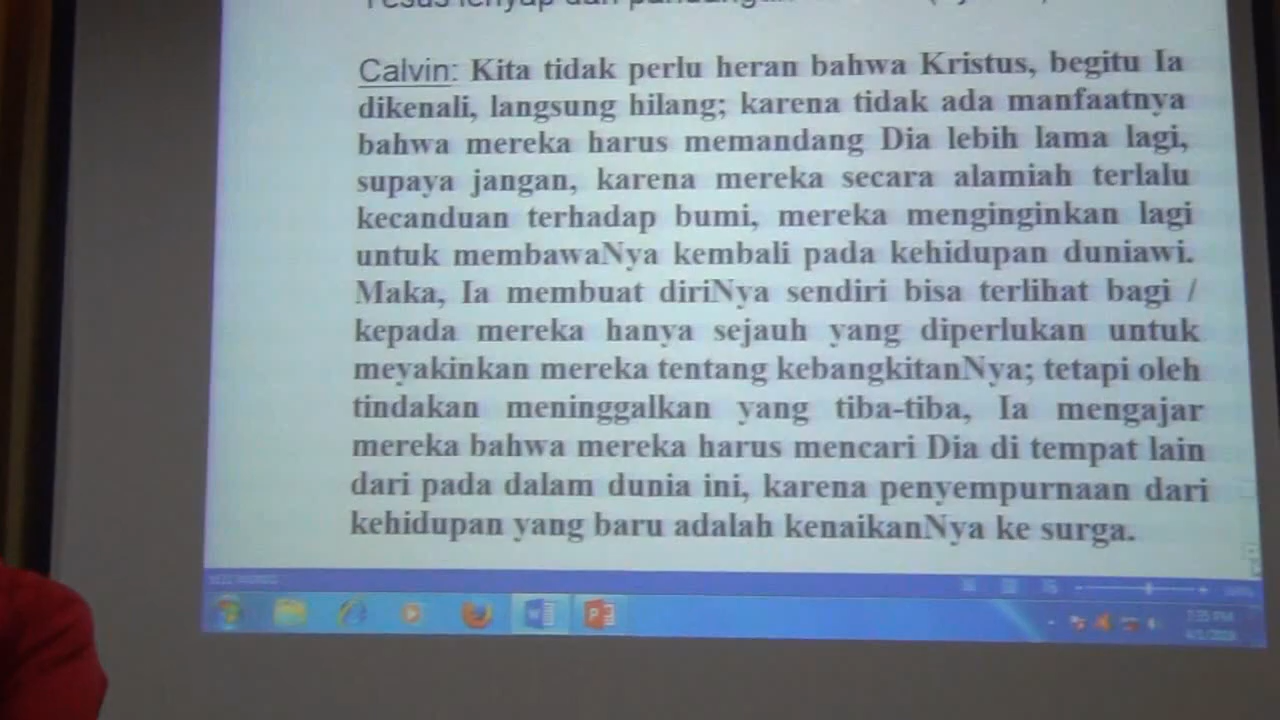 Calvin: Kita tidak perlu heran bahwa Kristus, begitu Ia
dikenali, langsung hilang; karena tidak ada manfaatnya
bahwa mereka harus memandang Dia lebih lama lagi,
supaya jangan, karena mereka secara alamiah terlalu
kecanduan terhadap bumi, mereka menginginkan lagi
untuk membawaNya kembali pada kehidupan duniawi.
Maka, Ia membuat diriNya sendiri bisa terlihat bagi /
kepada mereka hanya sejauh yang diperlukan untuk
meyakinkan mereka tentang kebangkitanNya; tetapi oleh
tindakan meninggalkan yang tiba-tiba, Ia mengajar
mereka bahwa mereka harus mencari Dia di tempat lain
dari pada dalam dunia ini, karena penyempurnaan dari
kehidupan yang baru adalah kenaikanNya ke surga.